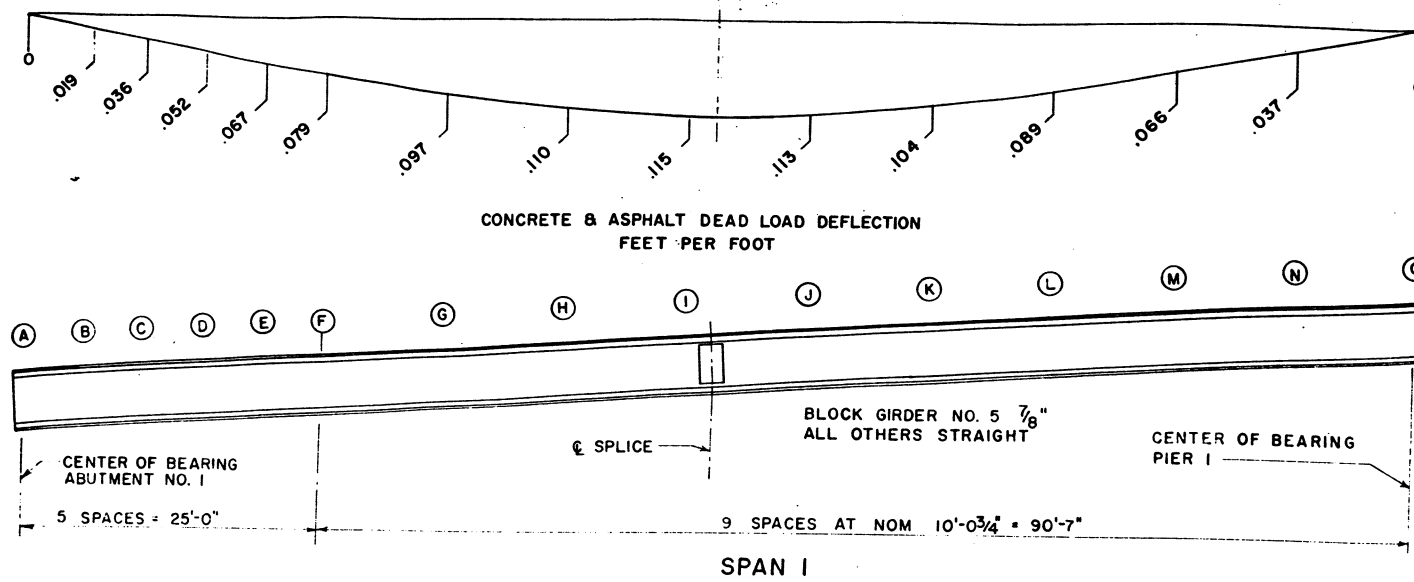 0
.019
.036
.052
.067
.079
.097
.110
.115
.113
.104
.089
.066
.037
CONCRETE & ASPHALT DEAD LOAD DEFLECTION
FEET PER FOOT
A B C D E F G H I J K L M N
BLOCK GIRDER NO. 5 7/8"
ALL OTHERS STRAIGHT
℄ SPLICE
CENTER OF BEARING
PIER 1
CENTER OF BEARING
ABUTMENT NO. 1
5 SPACES = 25'-0"
9 SPACES AT NOM 10'-0 3/4" = 90'-7"
SPAN 1